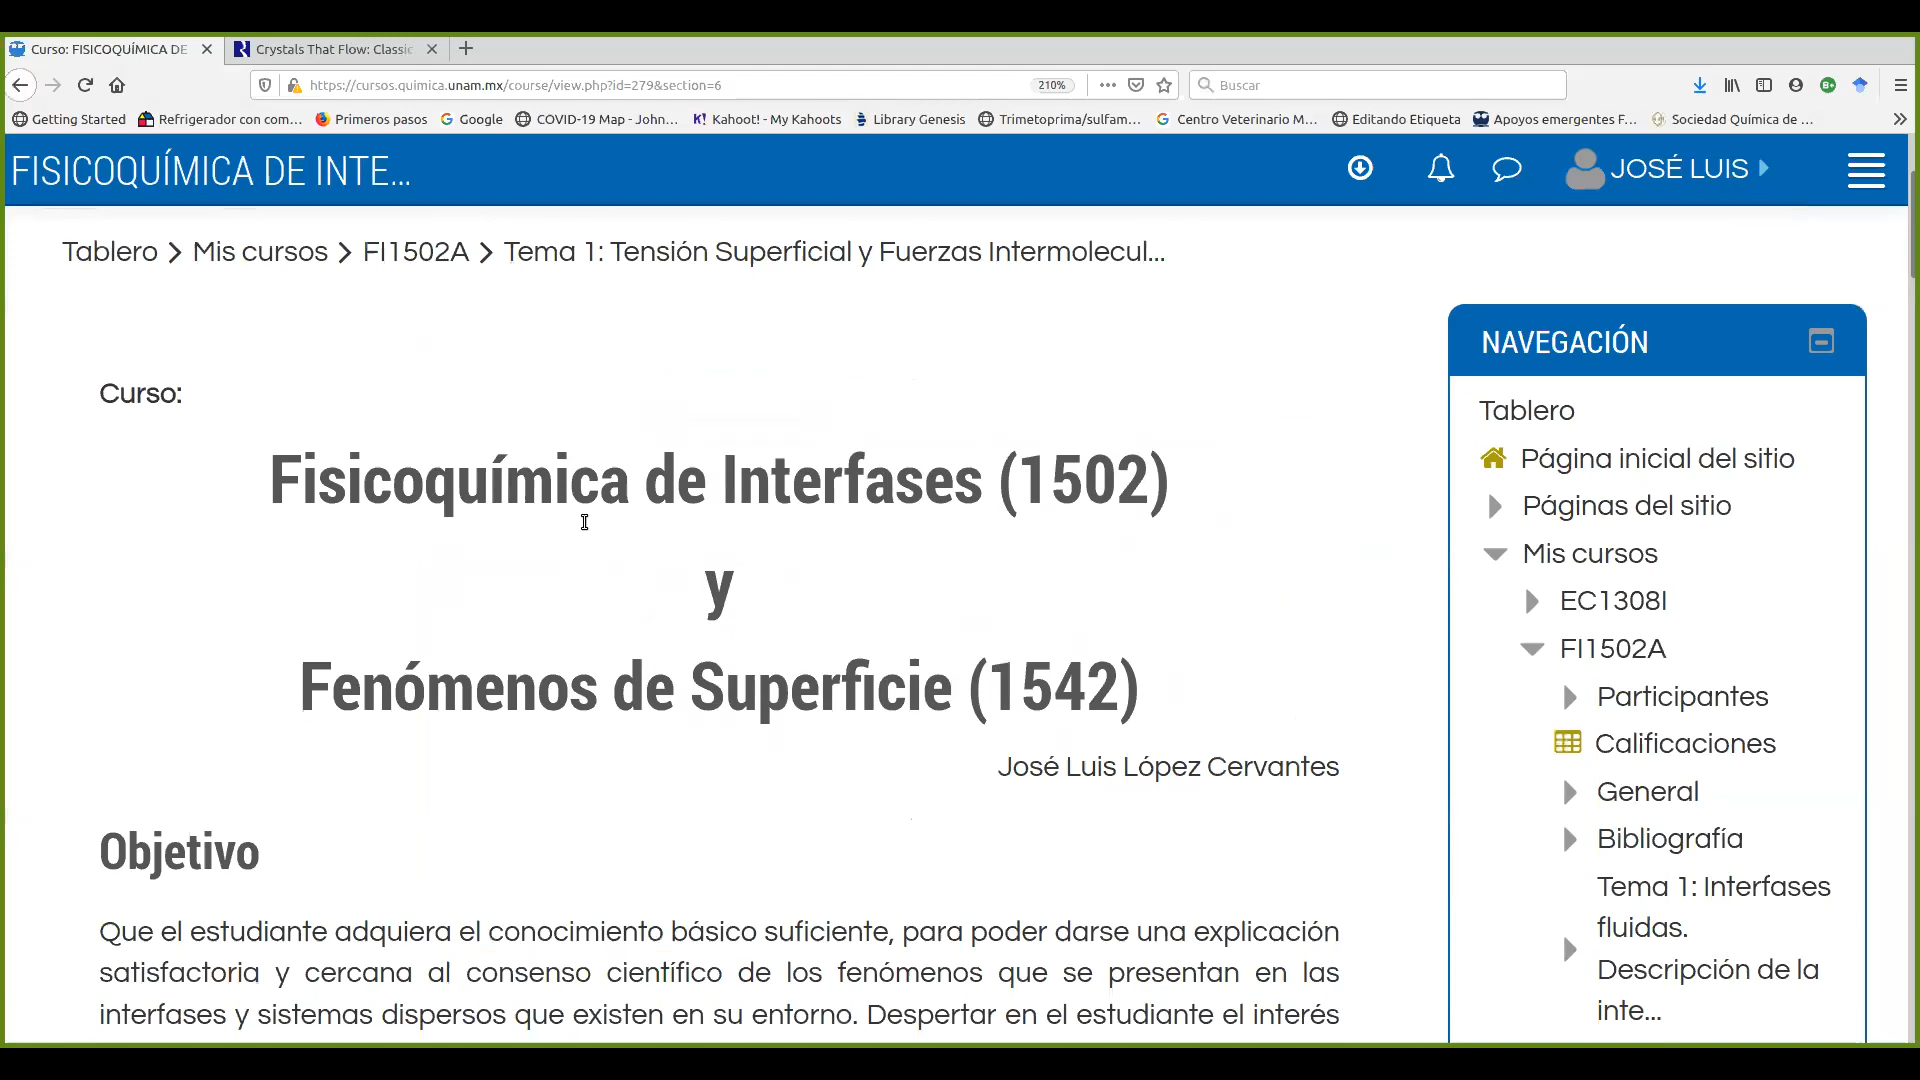 Curso: FISICOQUÍMICA DE
Crystals That Flow: Classic
https://cursos.quimica.unam.mx/course/view.php?id=279&section=6
210%
Buscar
Getting Started
Refrigerador con com...
Primeros pasos
Google
COVID-19 Map - John...
Kahoot! - My Kahoots
Library Genesis
Trimetoprima/sulfam...
Centro Veterinario M...
Editando Etiqueta
Apoyos emergentes F...
Sociedad Química de ...
FISICOQUÍMICA DE INTE...
JOSÉ LUIS
Tablero > Mis cursos > FI1502A > Tema 1: Tensión Superficial y Fuerzas Intermolecul...
Curso:
Fisicoquímica de Interfases (1502)
y
Fenómenos de Superficie (1542)
José Luis López Cervantes
Objetivo
Que el estudiante adquiera el conocimiento básico suficiente, para poder darse una explicación
satisfactoria y cercana al consenso científico de los fenómenos que se presentan en las
interfases y sistemas dispersos que existen en su entorno. Despertar en el estudiante el interés
NAVEGACIÓN
Tablero
Página inicial del sitio
Páginas del sitio
Mis cursos
EC1308I
FI1502A
Participantes
Calificaciones
General
Bibliografía
Tema 1: Interfases
fluidas.
Descripción de la
inte...